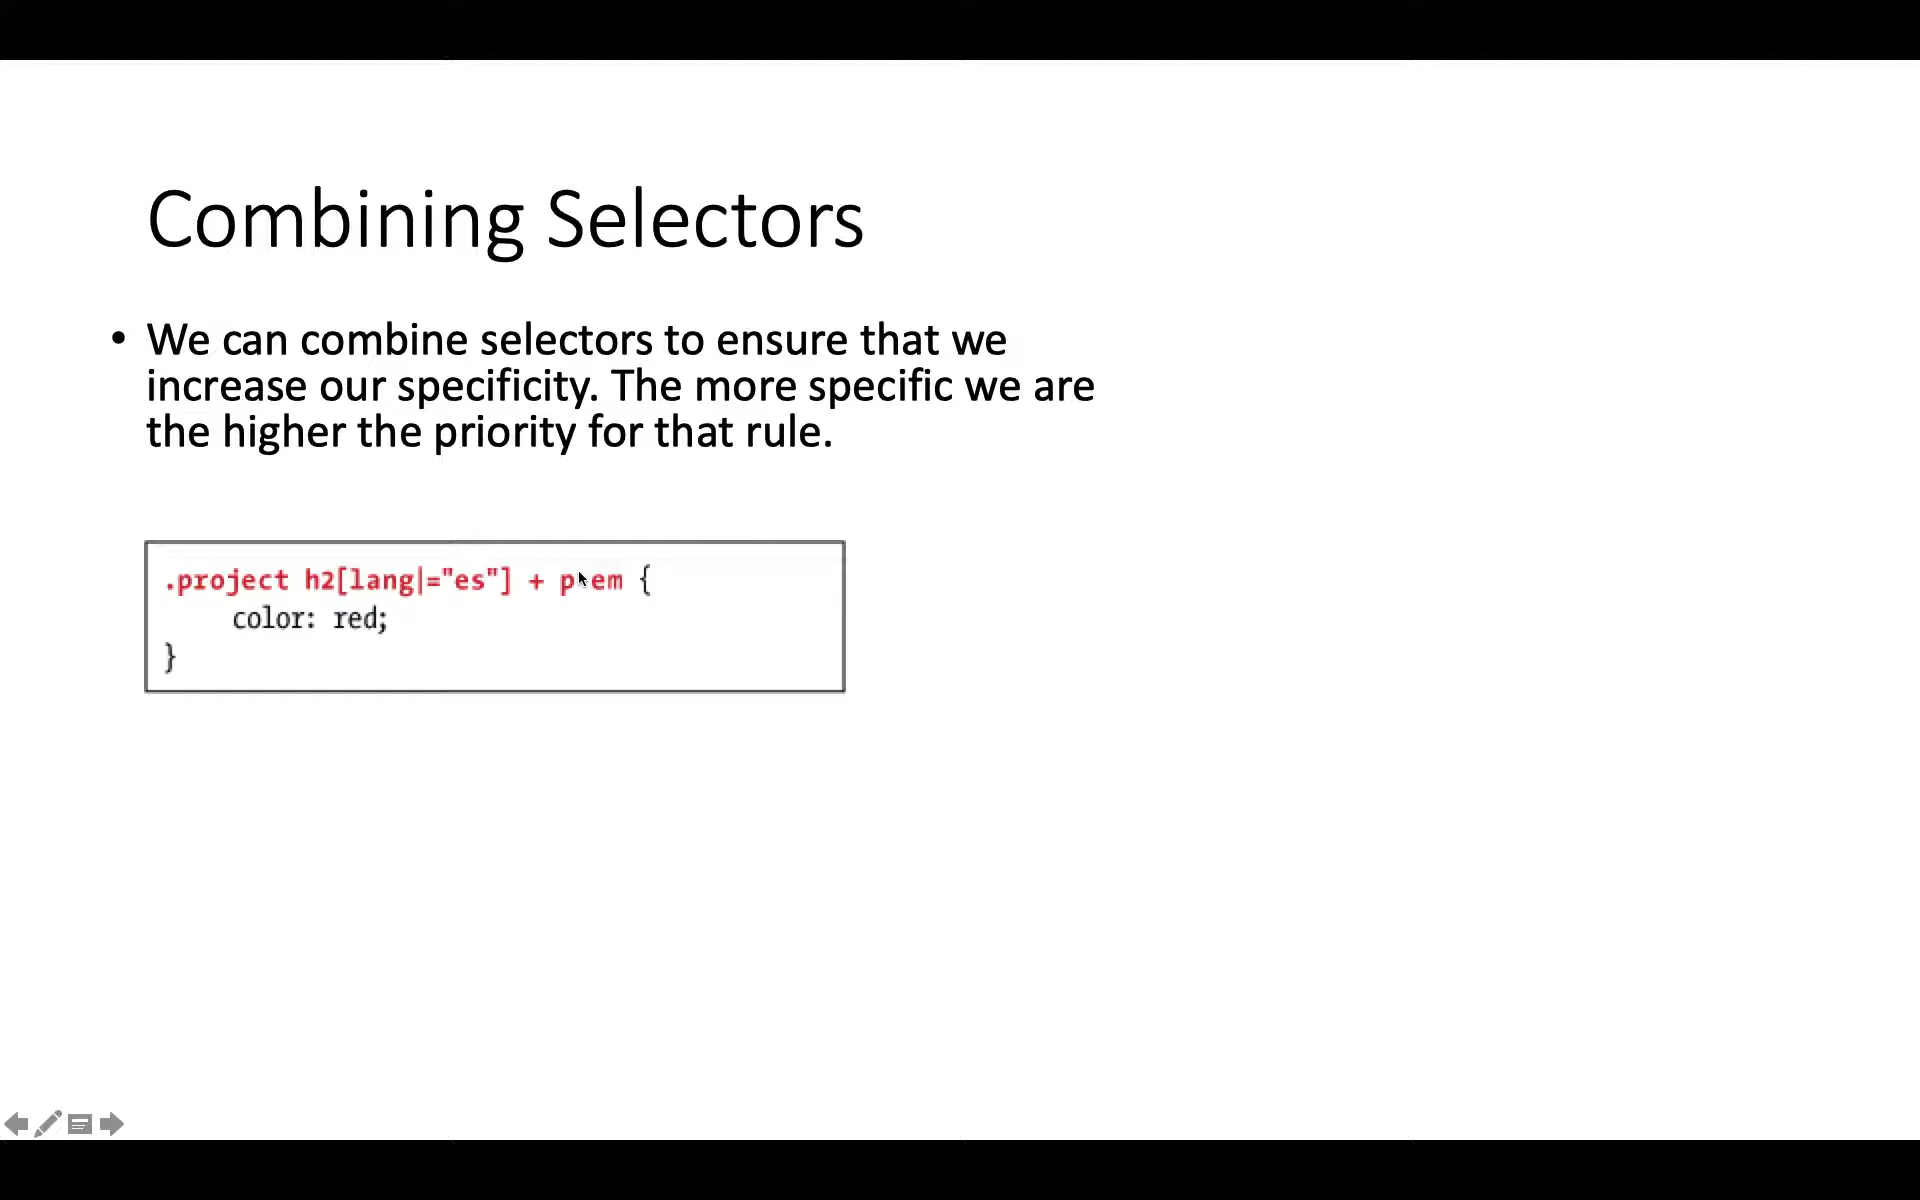 Combining Selectors
• We can combine selectors to ensure that we
increase our specificity. The more specific we are
the higher the priority for that rule.
.project h2[lang|="es"] + p em {
color: red;
}